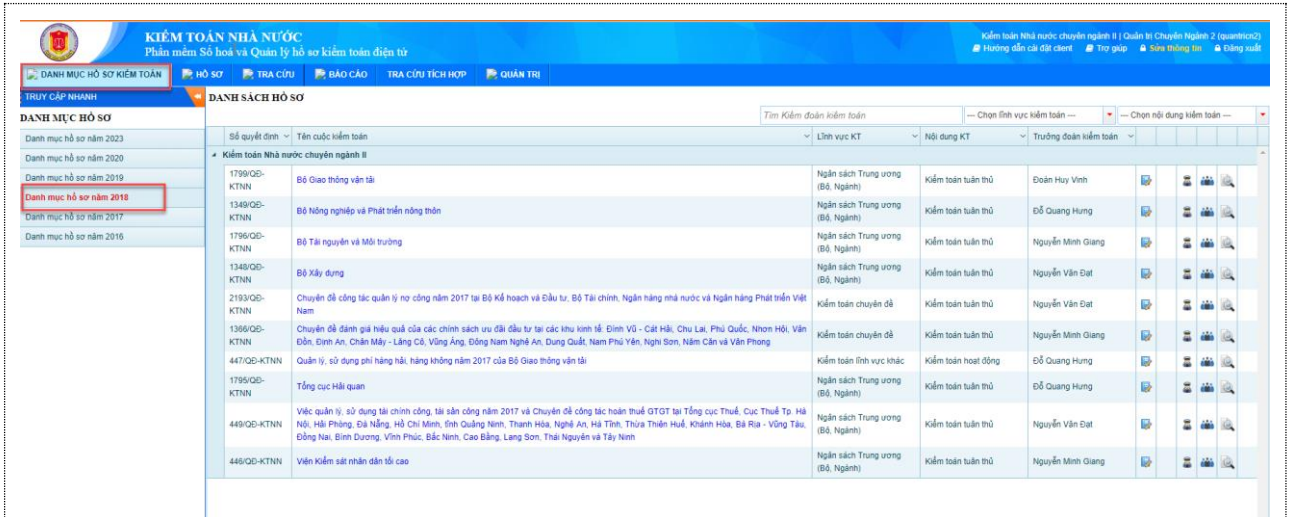 KIỂM TOÁN NHÀ NƯỚC
Phần mềm Số hoá và Quản lý hồ sơ kiểm toán điện tử
Kiểm toán Nhà nước chuyên ngành II | Quản trị Chuyên Ngành 2 (quantricn2)
Hướng dẫn cài đặt client Trợ giúp Sửa thông tin Đăng xuất
DANH MỤC HỒ SƠ KIỂM TOÁN HỒ SƠ TRA CỨU BÁO CÁO TRA CỨU TÍCH HỢP QUẢN TRỊ
TRUY CẬP NHANH
DANH MỤC HỒ SƠ
Danh mục hồ sơ năm 2023
Danh mục hồ sơ năm 2020
Danh mục hồ sơ năm 2019
Danh mục hồ sơ năm 2018
Danh mục hồ sơ năm 2017
Danh mục hồ sơ năm 2016
DANH SÁCH HỒ SƠ
Tìm Kiếm đoàn kiểm toán --- Chọn lĩnh vực kiểm toán --- --- Chọn nội dung kiểm toán ---
Số quyết định Tên cuộc kiểm toán Lĩnh vực KT Nội dung KT Trưởng đoàn kiểm toán
Kiểm toán Nhà nước chuyên ngành II
1799/QĐ-
KTNN
Bộ Giao thông vận tải
Ngân sách Trung ương
(Bộ, Ngành)
Kiểm toán tuân thủ
Đoàn Huy Vinh
1349/QĐ-
KTNN
Bộ Nông nghiệp và Phát triển nông thôn
Ngân sách Trung ương
(Bộ, Ngành)
Kiểm toán tuân thủ
Đỗ Quang Hưng
1796/QĐ-
KTNN
Bộ Tài nguyên và Môi trường
Ngân sách Trung ương
(Bộ, Ngành)
Kiểm toán tuân thủ
Nguyễn Minh Giang
1348/QĐ-
KTNN
Bộ Xây dựng
Ngân sách Trung ương
(Bộ, Ngành)
Kiểm toán tuân thủ
Nguyễn Văn Đạt
2193/QĐ-
KTNN
Chuyên đề công tác quản lý nợ công năm 2017 tại Bộ Kế hoạch và Đầu tư, Bộ Tài chính, Ngân hàng nhà nước và Ngân hàng Phát triển Việt
Nam
Kiểm toán chuyên đề
Kiểm toán tuân thủ
Nguyễn Văn Đạt
1366/QĐ-
KTNN
Chuyên đề đánh giá hiệu quả của các chính sách ưu đãi đầu tư tại các khu kinh tế: Đình Vũ - Cát Hải, Chu Lai, Phú Quốc, Nhơn Hội, Vân
Đồn, Định An, Chân Mây - Lăng Cô, Vũng Áng, Đông Nam Nghệ An, Dung Quất, Nam Phú Yên, Nghi Sơn, Năm Căn và Vân Phong
Kiểm toán chuyên đề
Kiểm toán tuân thủ
Nguyễn Minh Giang
447/QĐ-KTNN
Quản lý, sử dụng phí hàng hải, hàng không năm 2017 của Bộ Giao thông vận tải
Kiểm toán lĩnh vực khác
Kiểm toán hoạt động
Đỗ Quang Hưng
1795/QĐ-
KTNN
Tổng cục Hải quan
Ngân sách Trung ương
(Bộ, Ngành)
Kiểm toán tuân thủ
Đỗ Quang Hưng
449/QĐ-KTNN
Việc quản lý, sử dụng tài chính công, tài sản công năm 2017 và Chuyên đề công tác hoàn thuế GTGT tại Tổng cục Thuế, Cục Thuế Tp. Hà
Nội, Hải Phòng, Đà Nẵng, Hồ Chí Minh, tỉnh Quảng Ninh, Thanh Hóa, Nghệ An, Hà Tĩnh, Thừa Thiên Huế, Khánh Hòa, Bà Rịa - Vũng Tàu,
Đồng Nai, Bình Dương, Vĩnh Phúc, Bắc Ninh, Cao Bằng, Lạng Sơn, Thái Nguyên và Tây Ninh
Ngân sách Trung ương
(Bộ, Ngành)
Kiểm toán tuân thủ
Nguyễn Văn Đạt
446/QĐ-KTNN
Viện Kiểm sát nhân dân tối cao
Ngân sách Trung ương
(Bộ, Ngành)
Kiểm toán tuân thủ
Nguyễn Minh Giang